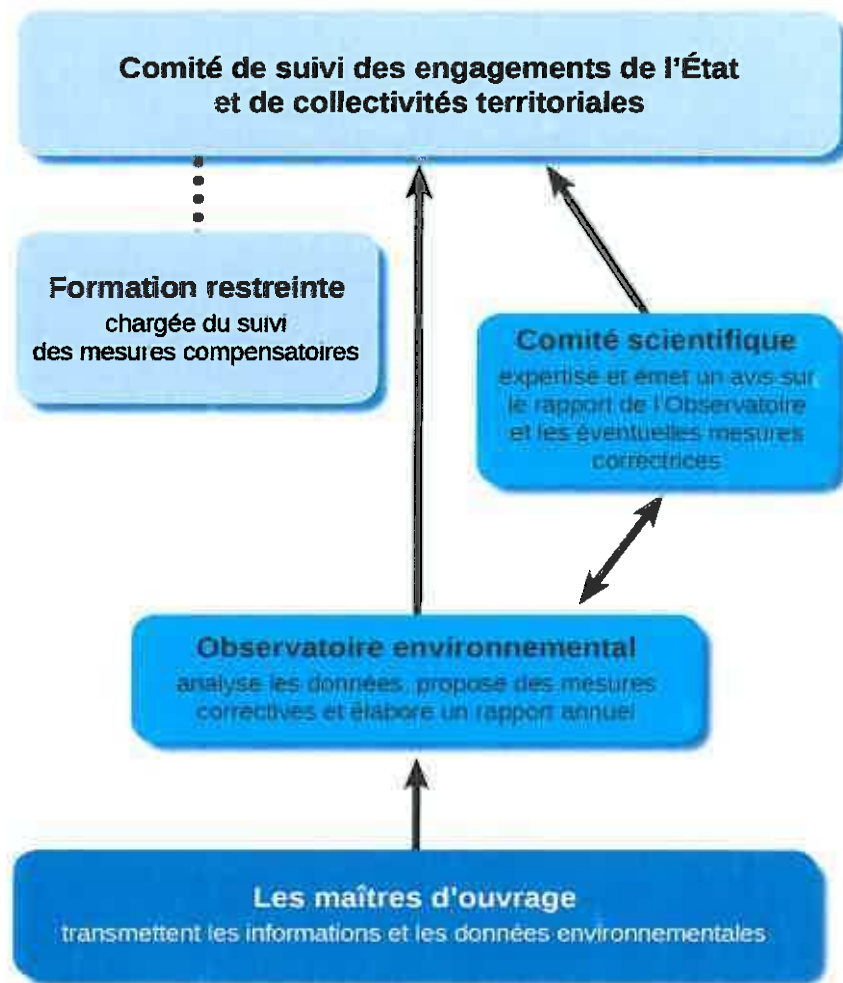 Comité de suivi des engagements de l'État
et de collectivités territoriales
Formation restreinte
chargée du suivi
des mesures compensatoires
Comité scientifique
expertise et émet un avis sur
le rapport de l'Observatoire
et les éventuelles mesures
correctrices
Observatoire environnemental
analyse les données, propose des mesures
correctives et élabore un rapport annuel
Les maîtres d'ouvrage
transmettent les informations et les données environnementales